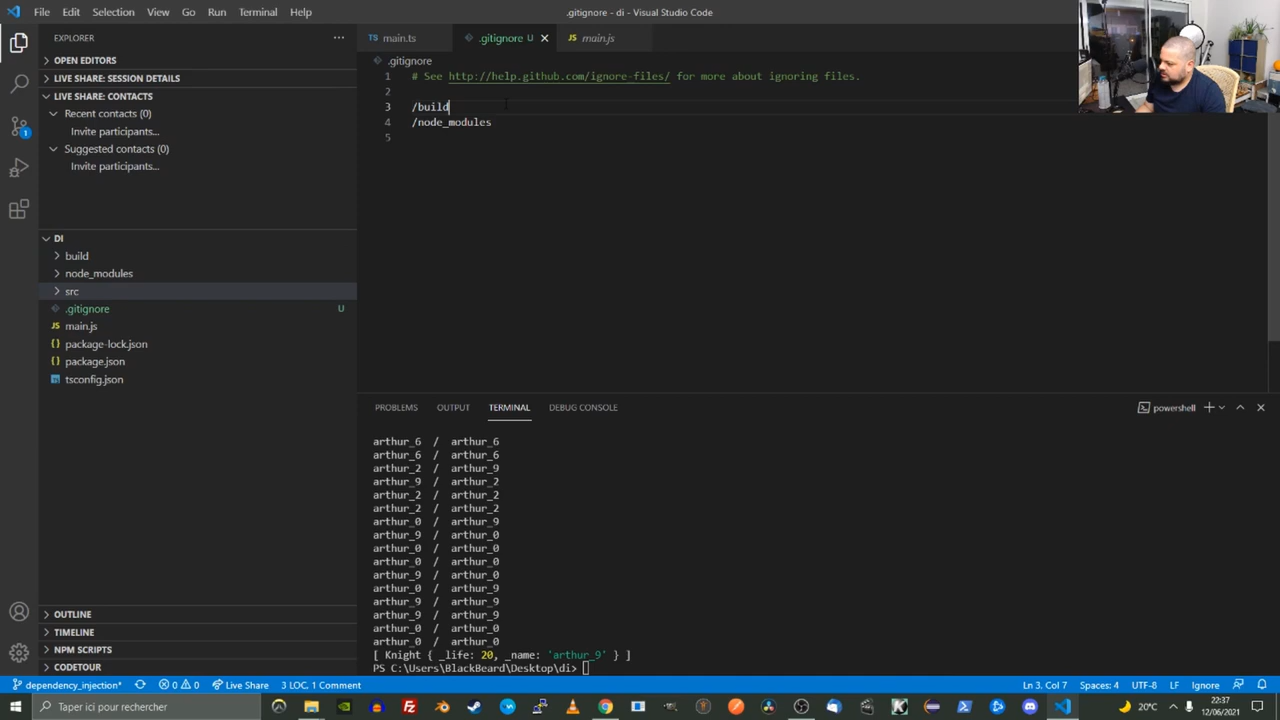 File Edit Selection View Go Run Terminal Help
.gitignore - di - Visual Studio Code
EXPLORER
OPEN EDITORS
LIVE SHARE: SESSION DETAILS
LIVE SHARE: CONTACTS
Recent contacts (0)
Invite participants...
Suggested contacts (0)
Invite participants...
DI
build
node_modules
src
.gitignore U
main.js
package-lock.json
package.json
tsconfig.json
OUTLINE
TIMELINE
NPM SCRIPTS
CODETOUR
main.ts .gitignore U main.js
.gitignore
1 # See http://help.github.com/ignore-files/ for more about ignoring files.
2
3 /build
4 /node_modules
5
PROBLEMS OUTPUT TERMINAL DEBUG CONSOLE
powershell
arthur_6 / arthur_6
arthur_6 / arthur_6
arthur_2 / arthur_9
arthur_9 / arthur_2
arthur_2 / arthur_2
arthur_2 / arthur_2
arthur_0 / arthur_9
arthur_9 / arthur_0
arthur_0 / arthur_0
arthur_0 / arthur_0
arthur_9 / arthur_0
arthur_0 / arthur_9
arthur_9 / arthur_9
arthur_9 / arthur_9
arthur_0 / arthur_0
arthur_0 / arthur_0
[ Knight { _life: 20, _name: 'arthur_9' } ]
PS C:\Users\BlackBeard\Desktop\di>
dependency_injection* 0 0 Live Share 3 LOC, 1 Comment
Ln 3, Col 7 Spaces: 4 UTF-8 LF Ignore
Taper ici pour rechercher
20°C
22:37
12/06/2021